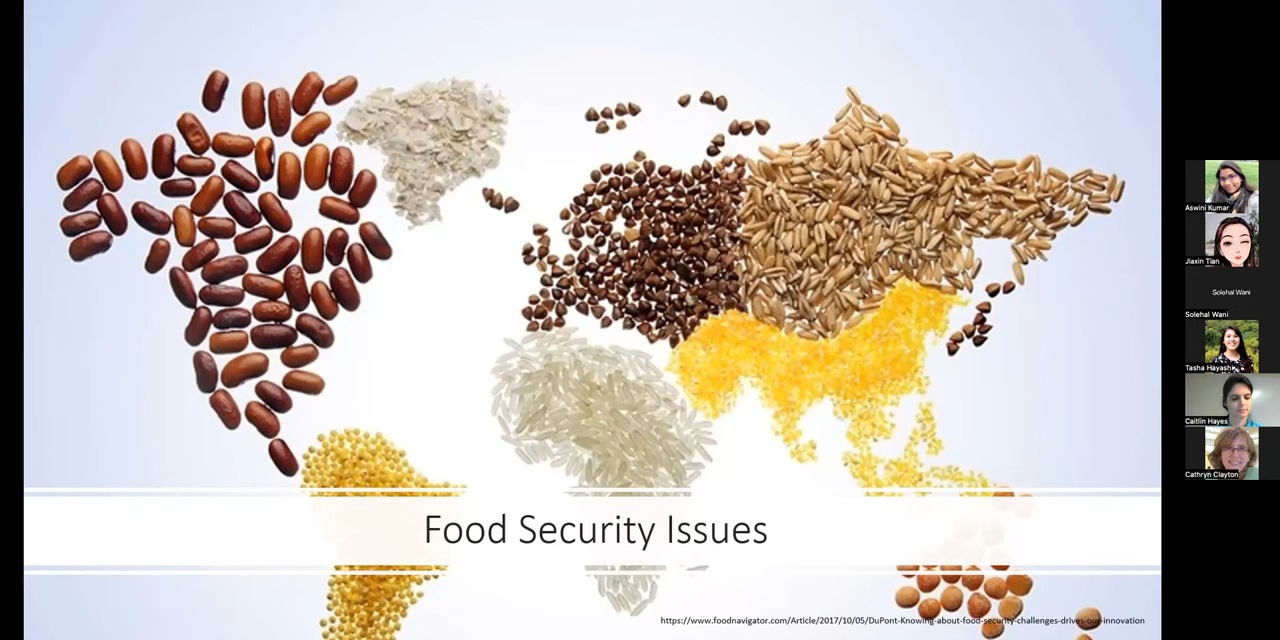 Food Security Issues
https://www.foodnavigator.com/Article/2017/10/05/DuPont-Knowing-about-food-security-challenges-drives-our-innovation
Aswini Kumar
Jiaxin Tian
Solehal Wani
Solehal Wani
Tasha Hayashi
Caitlin Hayes
Cathryn Clayton